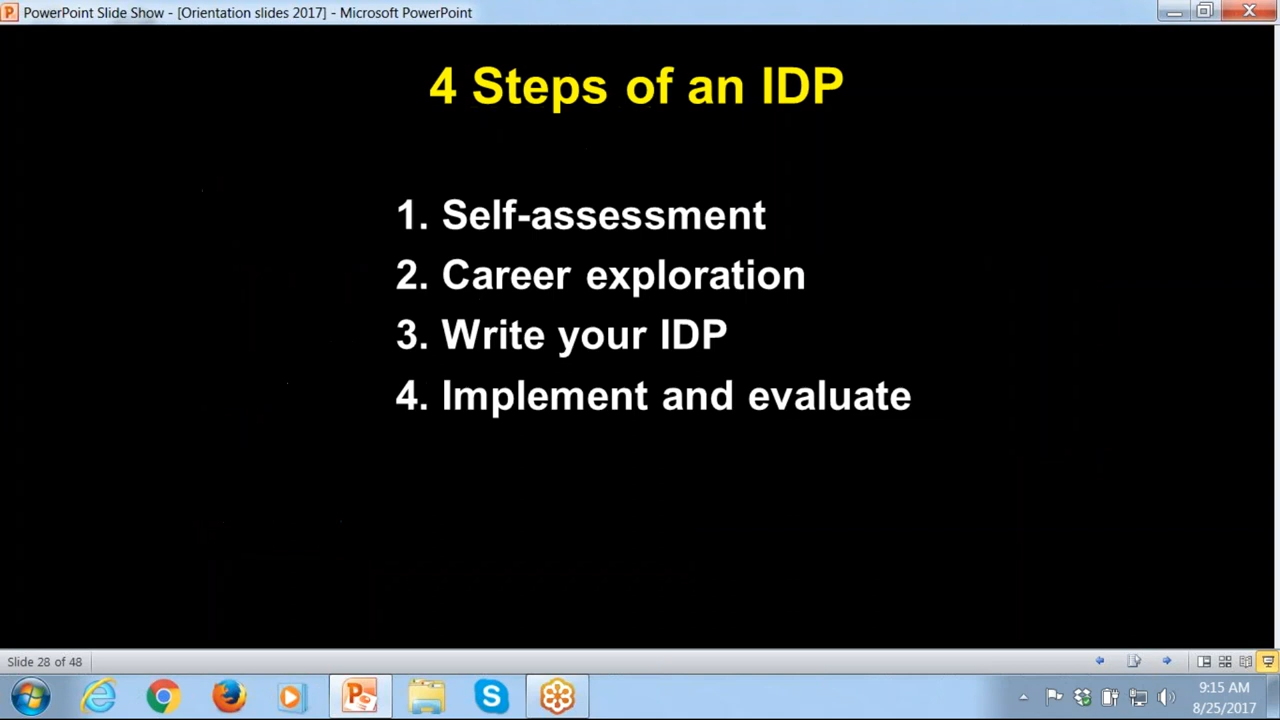 PowerPoint Slide Show - [Orientation slides 2017] - Microsoft PowerPoint
4 Steps of an IDP
1. Self-assessment
2. Career exploration
3. Write your IDP
4. Implement and evaluate
Slide 28 of 48
9:15 AM
8/25/2017